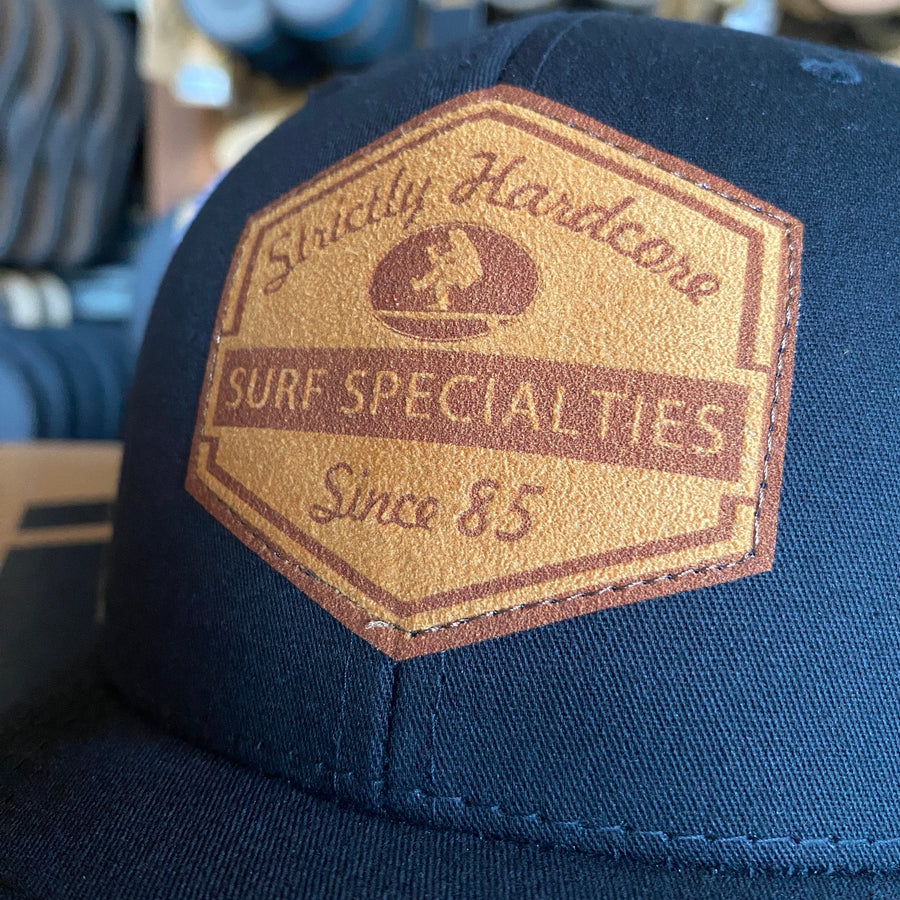 Strictly Hardcore
SURF SPECIALTIES
Since 85